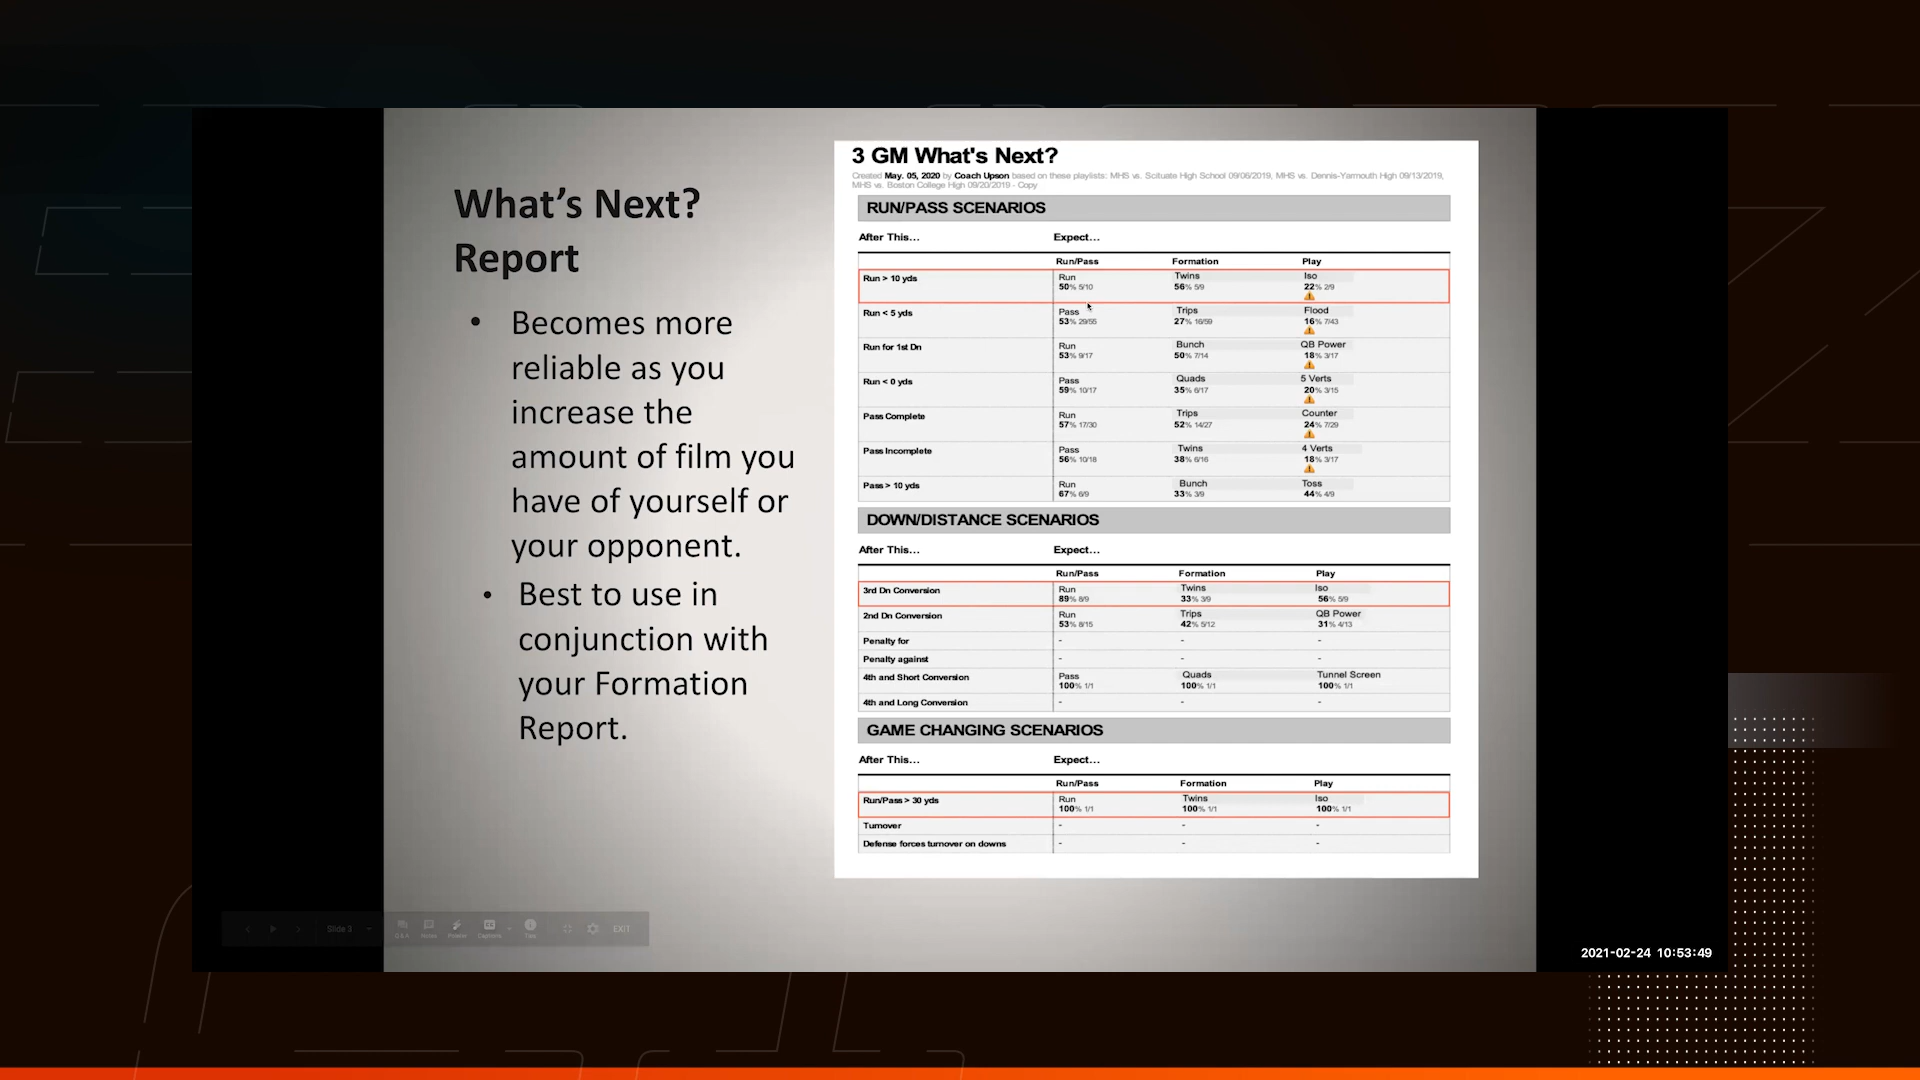 What's Next?
Report
• Becomes more
reliable as you
increase the
amount of film you
have of yourself or
your opponent.
• Best to use in
conjunction with
your Formation
Report.
3 GM What's Next?
Created May. 05, 2020 by Coach Upson based on these playlists: MHS vs. Scituate High School 09/06/2019, MHS vs. Dennis-Yarmouth High 09/13/2019,
MHS vs. Boston College High 09/20/2019 - Copy
RUN/PASS SCENARIOS
After This... Expect...
Run/Pass Formation Play
Run > 10 yds Run Twins Iso
50% 5/10 56% 5/9 22% 2/9
Run < 5 yds Pass Trips Flood
53% 29/55 27% 16/59 16% 7/43
Run for 1st Dn Run Bunch QB Power
53% 9/17 50% 7/14 18% 3/17
Run < 0 yds Pass Quads 5 Verts
59% 10/17 35% 6/17 20% 3/15
Pass Complete Run Trips Counter
57% 17/30 52% 14/27 24% 7/29
Pass Incomplete Pass Twins 4 Verts
56% 10/18 38% 6/16 18% 3/17
Pass > 10 yds Run Bunch Toss
67% 6/9 33% 3/9 44% 4/9
DOWN/DISTANCE SCENARIOS
After This... Expect...
Run/Pass Formation Play
3rd Dn Conversion Run Twins Iso
89% 8/9 33% 3/9 56% 5/9
2nd Dn Conversion Run Trips QB Power
53% 8/15 42% 5/12 31% 4/13
Penalty for - - -
Penalty against - - -
4th and Short Conversion Pass Quads Tunnel Screen
100% 1/1 100% 1/1 100% 1/1
4th and Long Conversion - - -
GAME CHANGING SCENARIOS
After This... Expect...
Run/Pass Formation Play
Run/Pass > 30 yds Run Twins Iso
100% 1/1 100% 1/1 100% 1/1
Turnover - - -
Defense forces turnover on downs - - -
Slide 3 Q & A Notes Pointer Captions Tips EXIT
2021-02-24 10:53:49